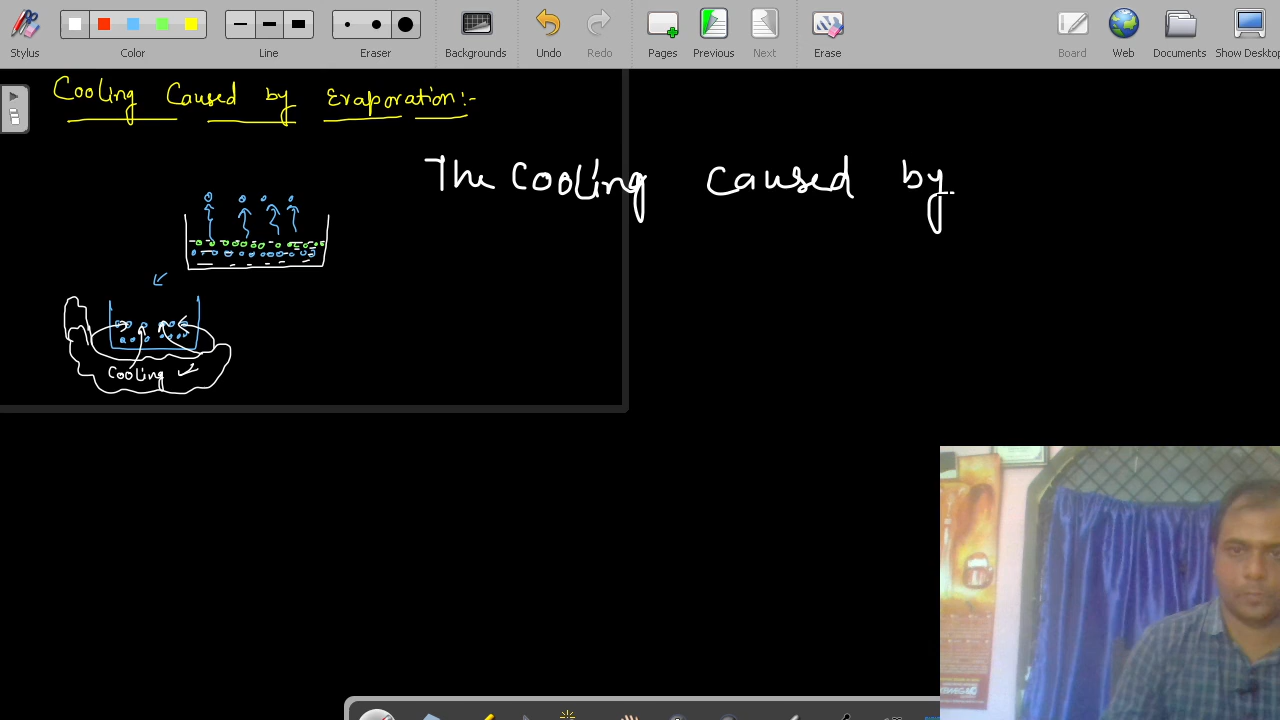 Stylus
Color
Line
Eraser
Backgrounds
Undo
Redo
Pages
Previous
Next
Erase
Board
Web
Documents
Show Desktop
Cooling Caused by Evaporation:-
The Cooling Caused by
Cooling